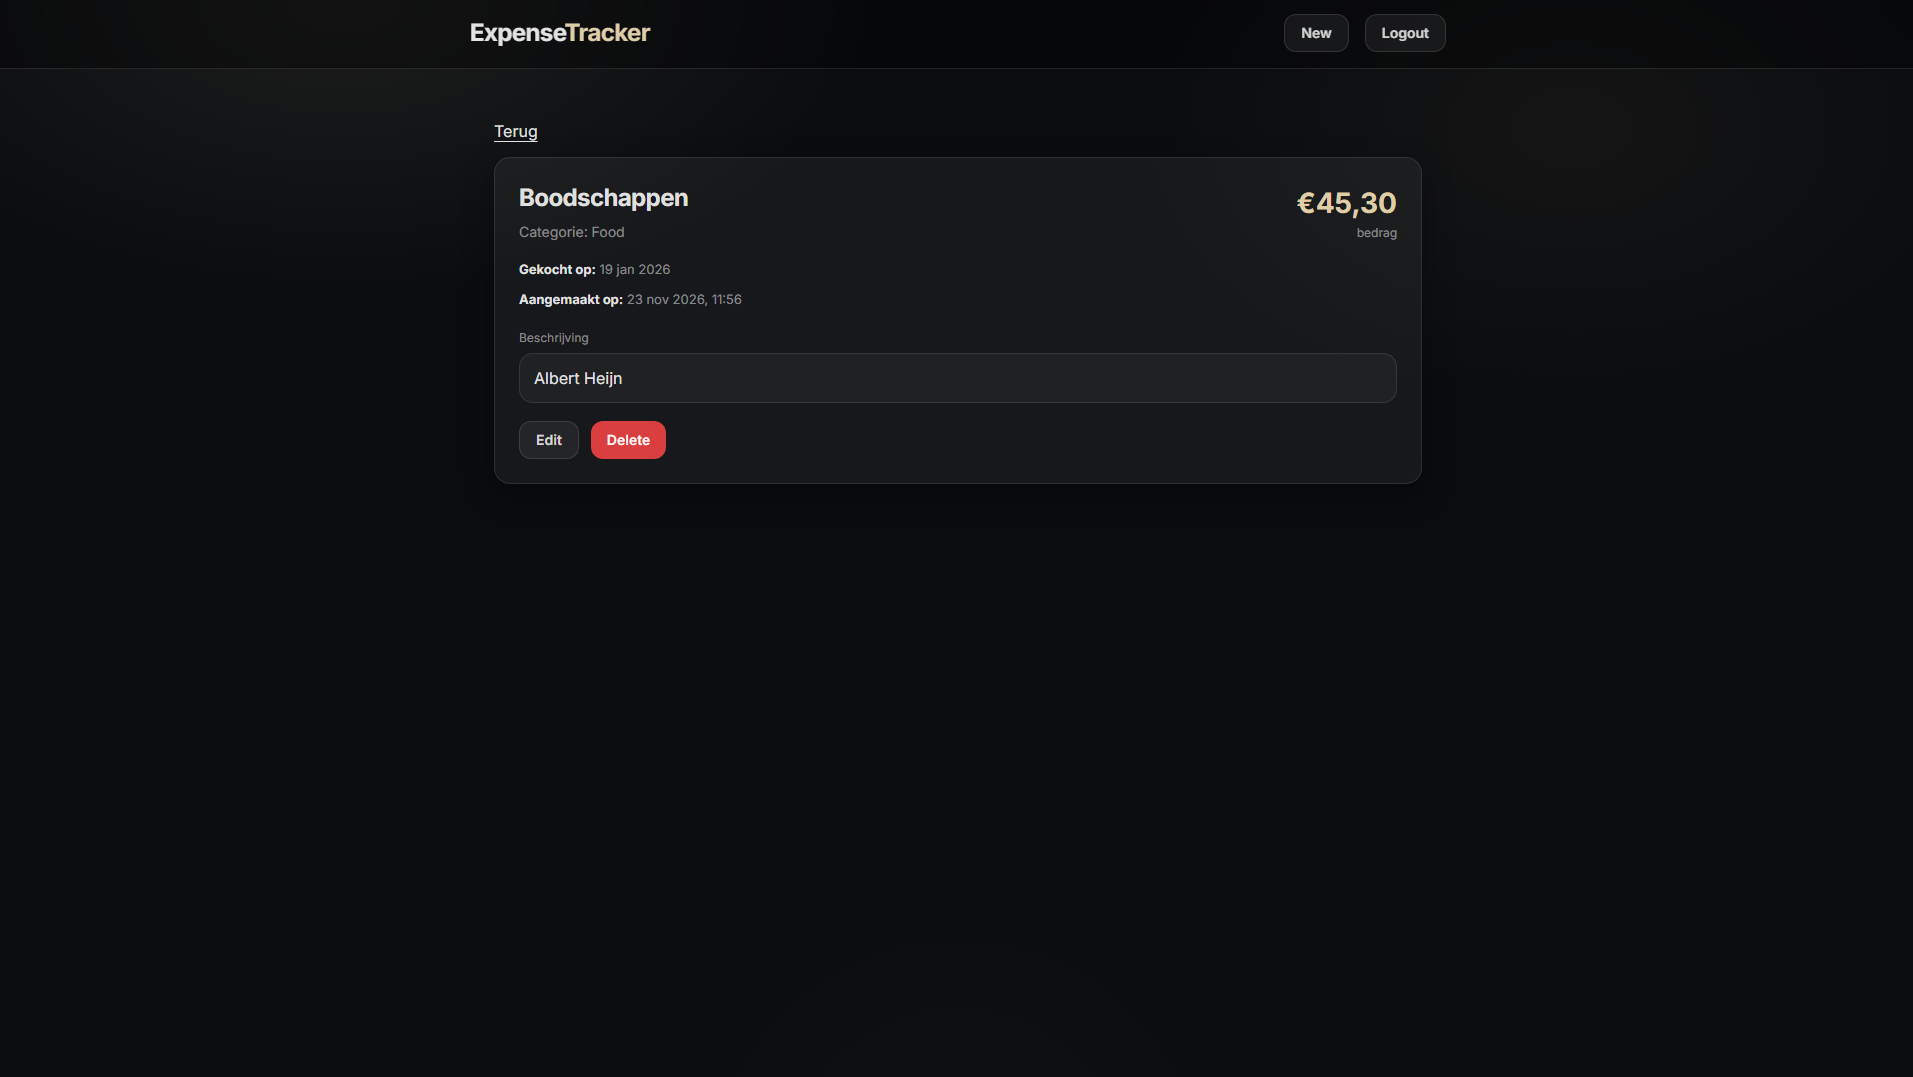 ExpenseTracker
New
Logout
Terug
Boodschappen
€45,30
Categorie: Food
bedrag
Gekocht op: 19 jan 2026
Aangemaakt op: 23 nov 2026, 11:56
Beschrijving
Albert Heijn
Edit
Delete